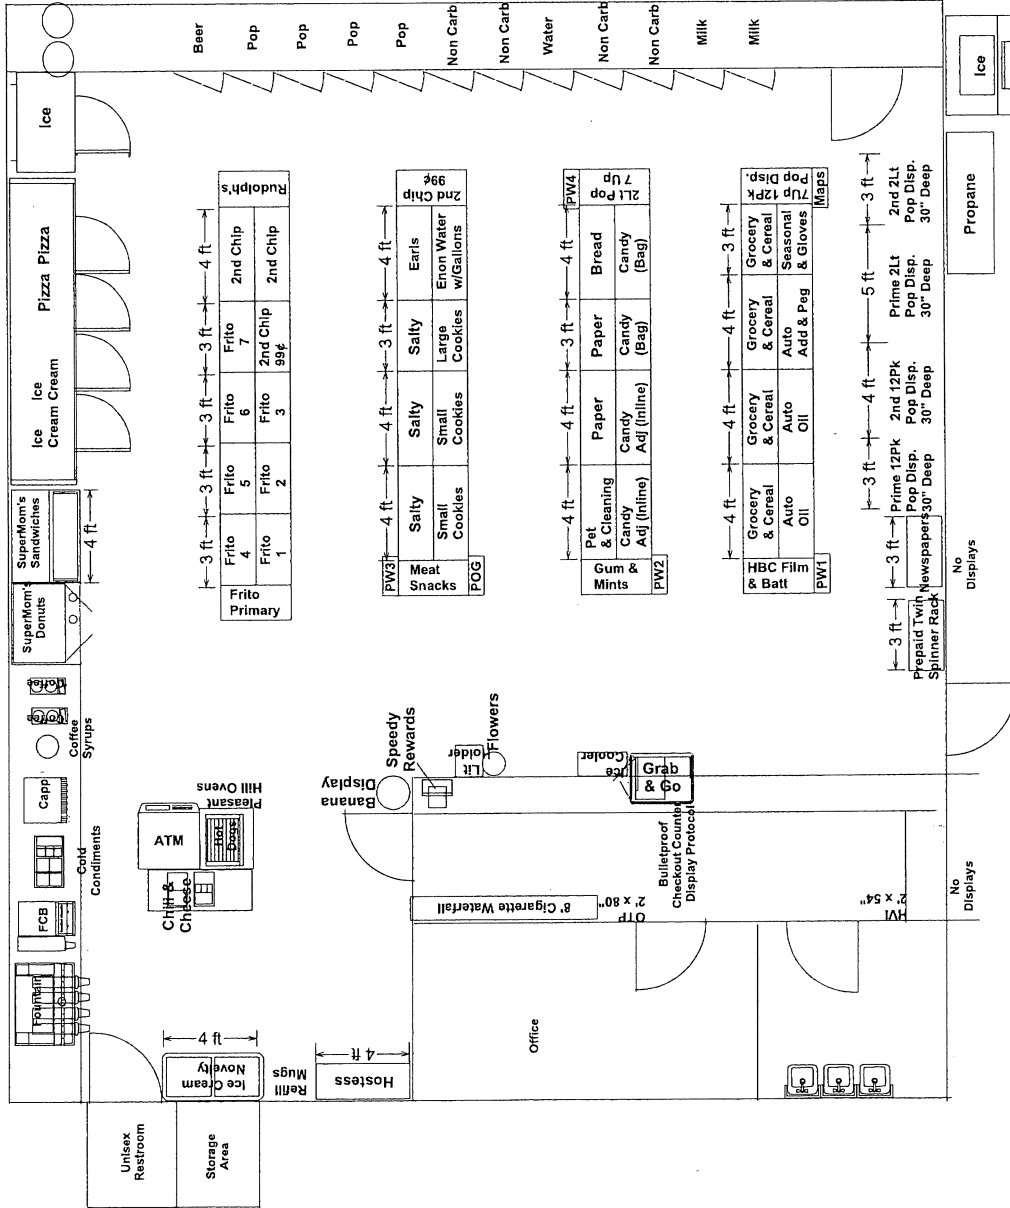 Beer
Pop
Pop
Pop
Pop
Non Carb
Non Carb
Water
Non Carb
Non Carb
Milk
Milk
Ice
Ice
Propane
Pizza Pizza
Ice Ice
Cream Cream
SuperMom's
Sandwiches
4 ft
SuperMom's
Donuts
Coffee
Coffee
Coffee
Syrups
Capp
Cold
Condiments
FCB
Fountain
Rudolph's
4 ft
3 ft
3 ft
3 ft
3 ft
2nd Chip
2nd Chip
Frito
7
2nd Chip
99¢
Frito
6
Frito
3
Frito
5
Frito
2
Frito
4
Frito
1
Frito
Primary
2nd Chip
99¢
4 ft
3 ft
4 ft
4 ft
Earls
Enon Water
w/Gallons
Salty
Large
Cookies
Salty
Small
Cookies
Salty
Small
Cookies
PW3
Meat
Snacks
POG
PW4
2Lt Pop
7 Up
4 ft
3 ft
4 ft
4 ft
Bread
Candy
(Bag)
Paper
Candy
(Bag)
Paper
Candy
Adj (Inline)
Pet
& Cleaning
Candy
Adj (Inline)
Gum &
Mints
PW2
7Up 12Pk
Pop Disp.
Maps
3 ft
4 ft
4 ft
4 ft
Grocery
& Cereal
Seasonal
& Gloves
Grocery
& Cereal
Auto
Add & Peg
Grocery
& Cereal
Auto
Oil
Grocery
& Cereal
Auto
Oil
HBC Film
& Batt
PW1
3 ft
2nd 2Lt
Pop Disp.
30" Deep
5 ft
Prime 2Lt
Pop Disp.
30" Deep
4 ft
2nd 12Pk
Pop Disp.
30" Deep
3 ft
Prime 12Pk
Pop Disp.
30" Deep
3 ft
Newspapers
3 ft
Prepaid Twin
Spinner Rack
No
Displays
Speedy
Rewards
Banana
Display
Lit
Holder
Flowers
Ice
Cooler
Grab
& Go
Pleasant
Hill Ovens
ATM
Hot
Dogs
Chili &
Cheese
8' Cigarette Waterfall
OTP
2' x 80"
Bulletproof
Checkout Counter
Display Protocol
HVI
2' x 54"
No
Displays
Office
4 ft
Ice Cream
Novelty
Refill
Mugs
4 ft
Hostess
Unisex
Restroom
Storage
Area